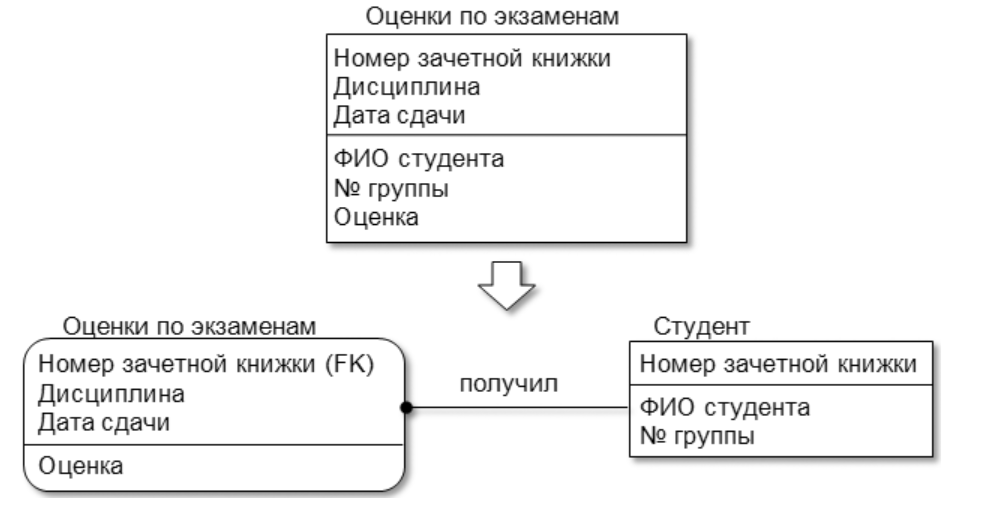 Оценки по экзаменам
Номер зачетной книжки
Дисциплина
Дата сдачи
ФИО студента
№ группы
Оценка
Оценки по экзаменам
Номер зачетной книжки (FK)
Дисциплина
Дата сдачи
Оценка
получил
Студент
Номер зачетной книжки
ФИО студента
№ группы